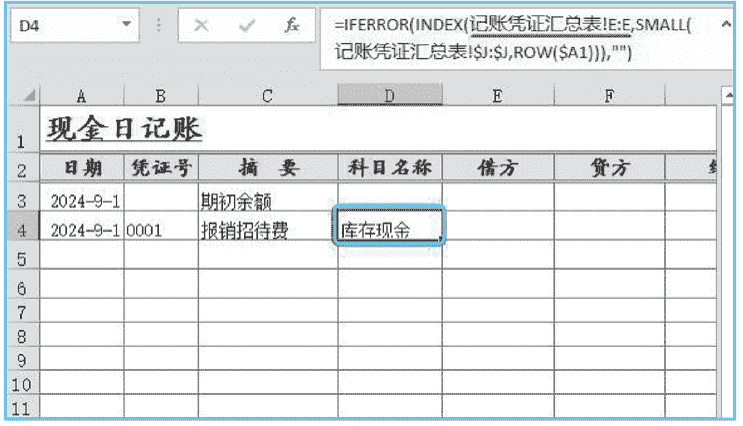 D4
fx
=IFERROR(INDEX(记账凭证汇总表!E:E,SMALL(
记账凭证汇总表!$J:$J,ROW($A1))),"")
A B C D E F
1 现金日记账
2 日期 凭证号 摘 要 科目名称 借方 贷方
3 2024-9-1 期初余额
4 2024-9-1 0001 报销招待费 库存现金
5
6
7
8
9
10
11